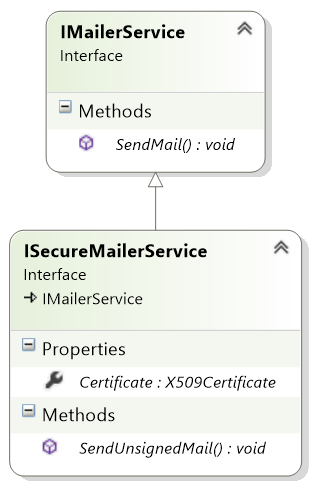 IMailerService
Interface
Methods
SendMail() : void
ISecureMailerService
Interface
IMailerService
Properties
Certificate : X509Certificate
Methods
SendUnsignedMail() : void